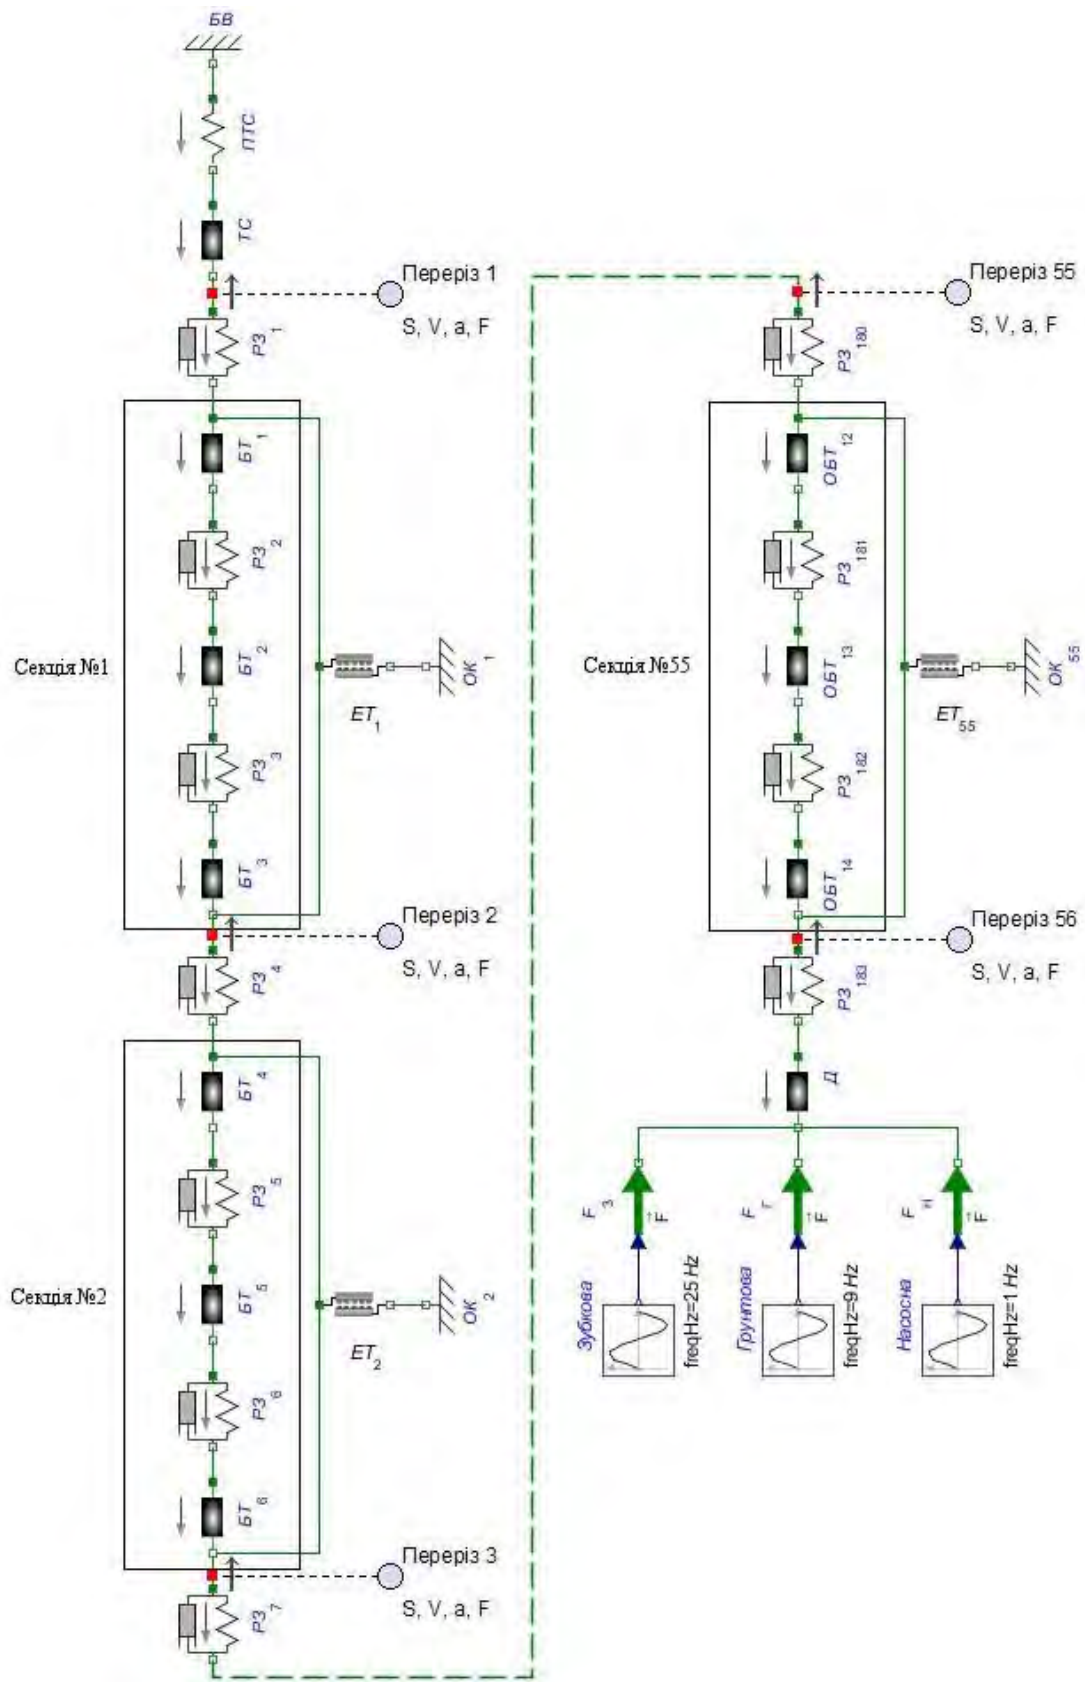 БВ
ПТС
ТС
Переріз 1
S, V, a, F
РЗ 1
БТ 1
РЗ 2
Секція №1
БТ 2
ЕТ 1
ОК 1
РЗ 3
БТ 3
Переріз 2
S, V, a, F
РЗ 4
БТ 4
РЗ 5
Секція №2
БТ 5
ЕТ 2
ОК 2
РЗ 6
БТ 6
Переріз 3
S, V, a, F
РЗ 7
Переріз 55
S, V, a, F
РЗ 180
ОБТ 12
РЗ 181
Секція №55
ОБТ 13
ЕТ 55
ОК 55
РЗ 182
ОБТ 14
Переріз 56
S, V, a, F
РЗ 183
Д
F З
F
F Г
F
F Н
F
Зубкова
freqHz=25 Hz
Грунтова
freqHz=9 Hz
Насосна
freqHz=1 Hz